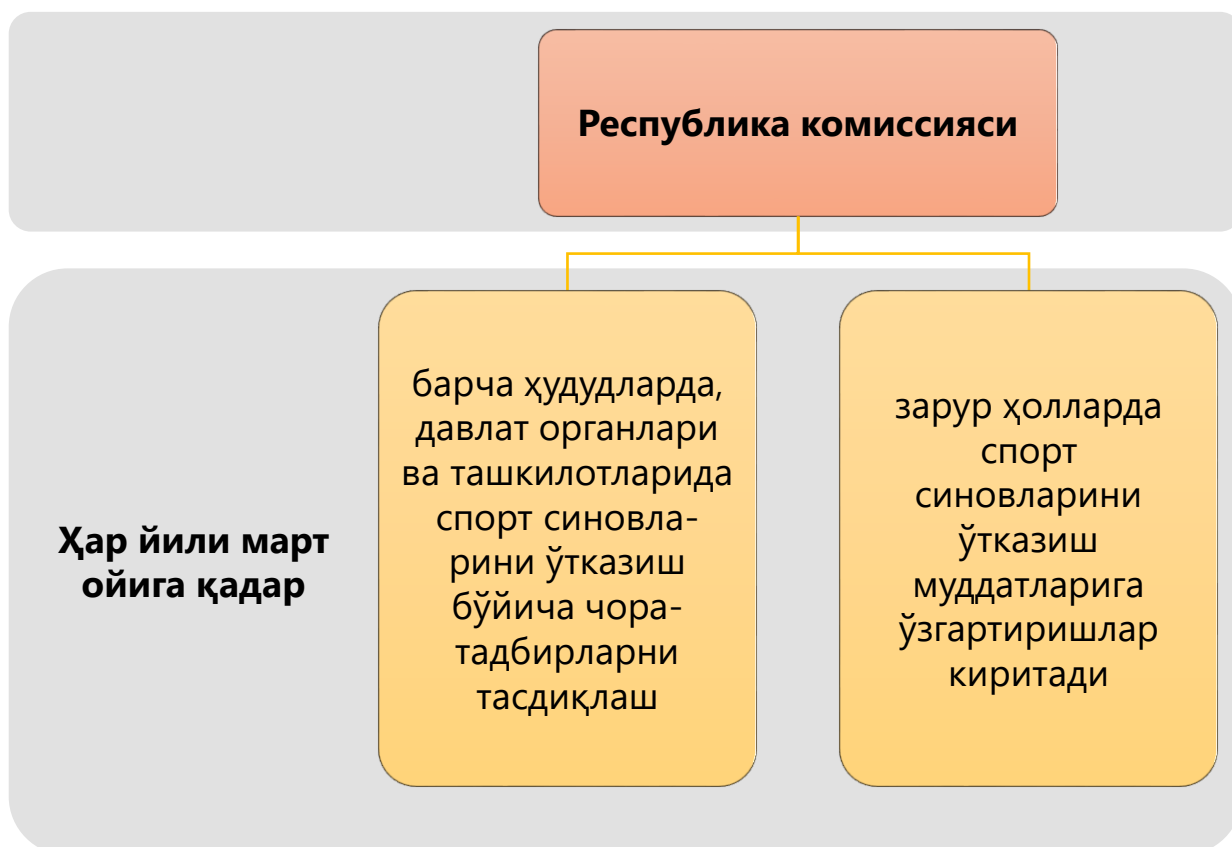 Республика комиссияси
Ҳар йили март
ойига қадар
барча ҳудудларда,
давлат органлари
ва ташкилотларида
спорт синовла-
рини ўтказиш
бўйича чора-
тадбирларни
тасдиқлаш
зарур ҳолларда
спорт
синовларини
ўтказиш
муддатларига
ўзгартиришлар
киритади